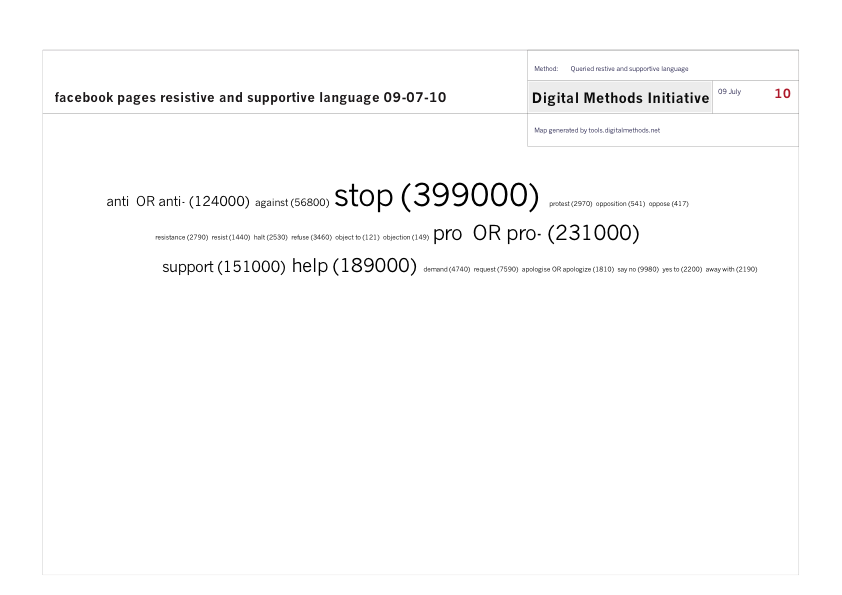 Method: Queried restive and supportive language
facebook pages resistive and supportive language 09-07-10
Digital Methods Initiative
09 July
10
Map generated by tools.digitalmethods.net
anti OR anti- (124000) against (56800) stop (399000) protest (2970) opposition (541) oppose (417)
resistance (2790) resist (1440) halt (2530) refuse (3460) object to (121) objection (149) pro OR pro- (231000)
support (151000) help (189000) demand (4740) request (7590) apologise OR apologize (1810) say no (9980) yes to (2200) away with (2190)